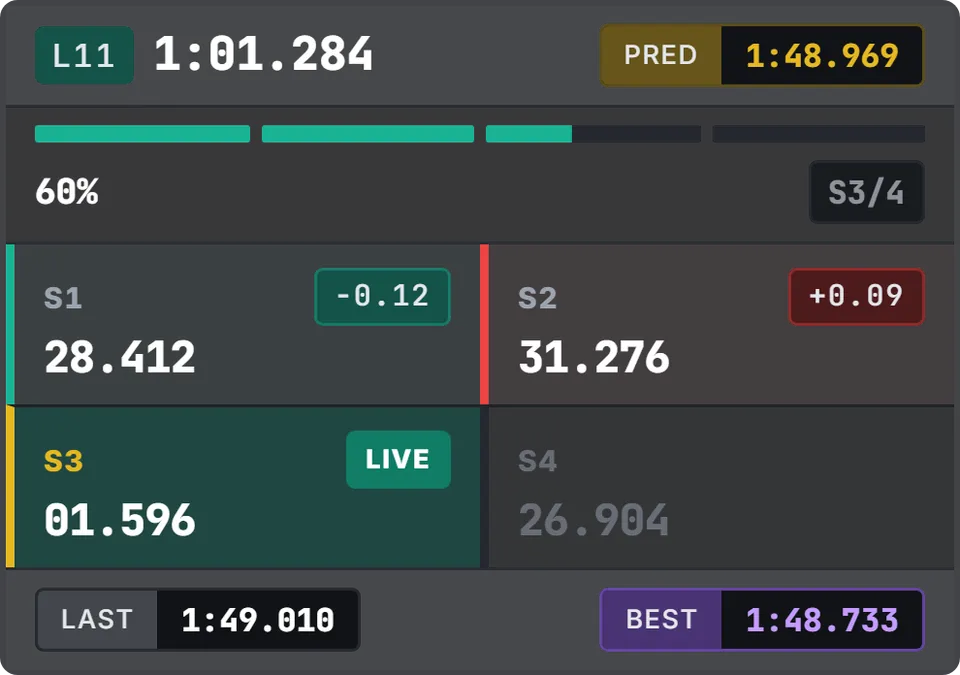 L11 1:01.284 PRED 1:48.969
60% S3/4
S1 -0.12 S2 +0.09
28.412 31.276
S3 LIVE S4
01.596 26.904
LAST 1:49.010 BEST 1:48.733